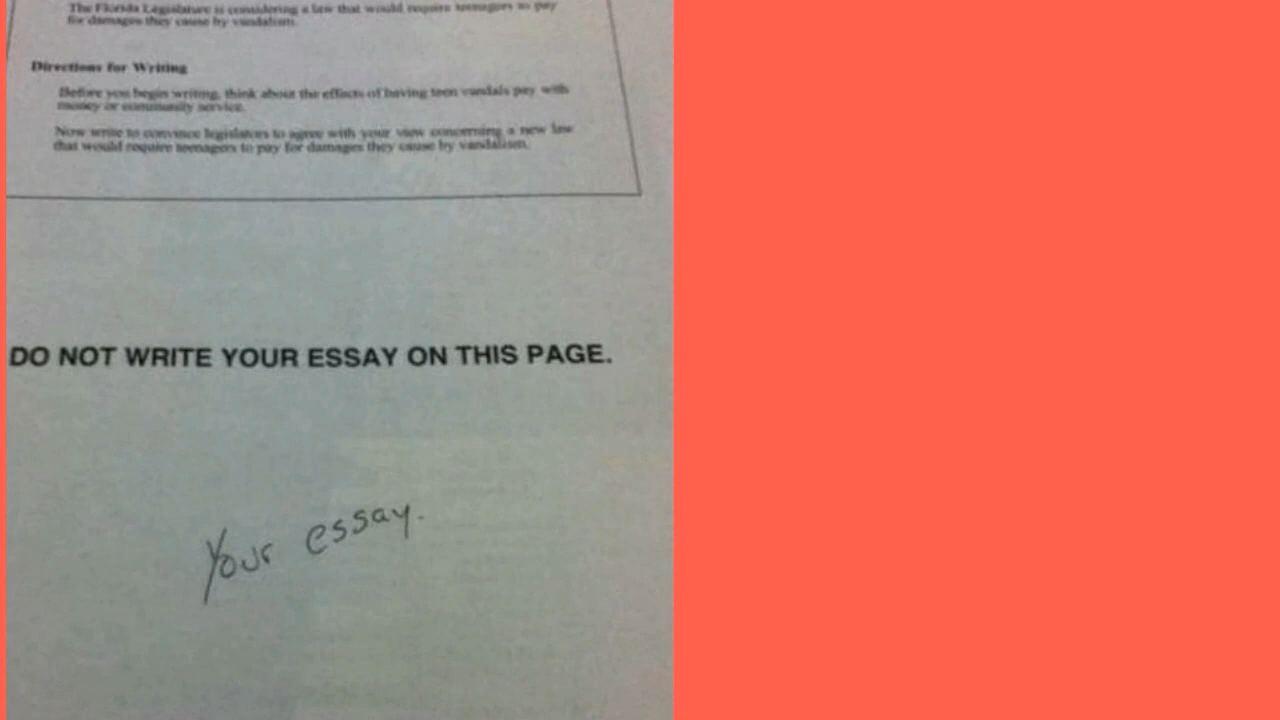 The Florida Legislature is considering a law that would require teenagers to pay
for damages they cause by vandalism.
Directions for Writing
Before you begin writing, think about the effects of having teen vandals pay with
money or community service.
Now write to convince legislators to agree with your view concerning a new law
that would require teenagers to pay for damages they cause by vandalism.
DO NOT WRITE YOUR ESSAY ON THIS PAGE.
Your essay.